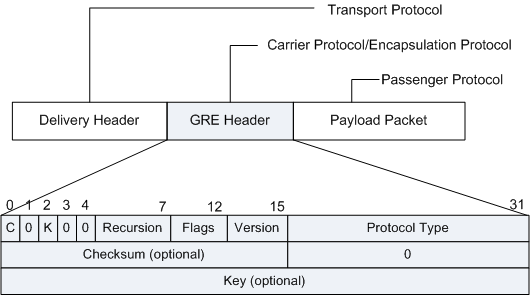 Transport Protocol
Carrier Protocol/Encapsulation Protocol
Passenger Protocol
Delivery Header GRE Header Payload Packet
0 1 2 3 4 7 12 15 31
C 0 K 0 0 Recursion Flags Version Protocol Type
Checksum (optional) 0
Key (optional)